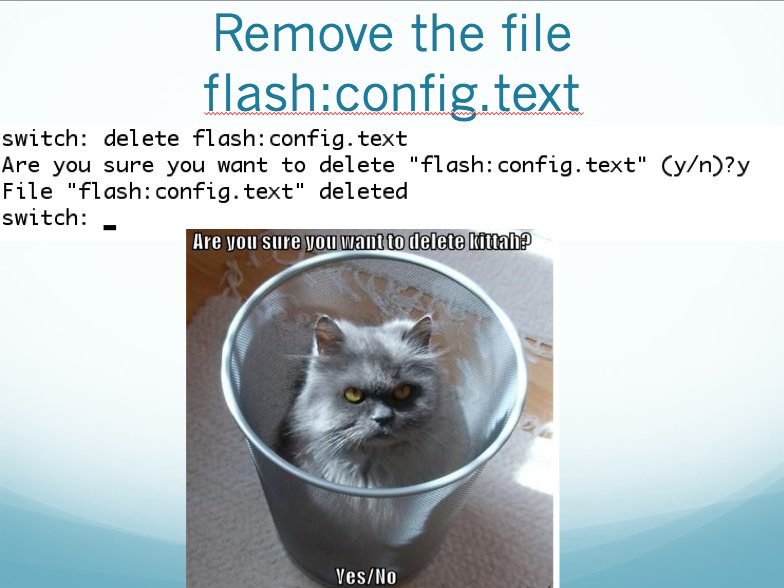 Remove the file
flash:config.text
switch: delete flash:config.text
Are you sure you want to delete "flash:config.text" (y/n)?y
File "flash:config.text" deleted
switch:
Are you sure you want to delete kittah?
Yes/No